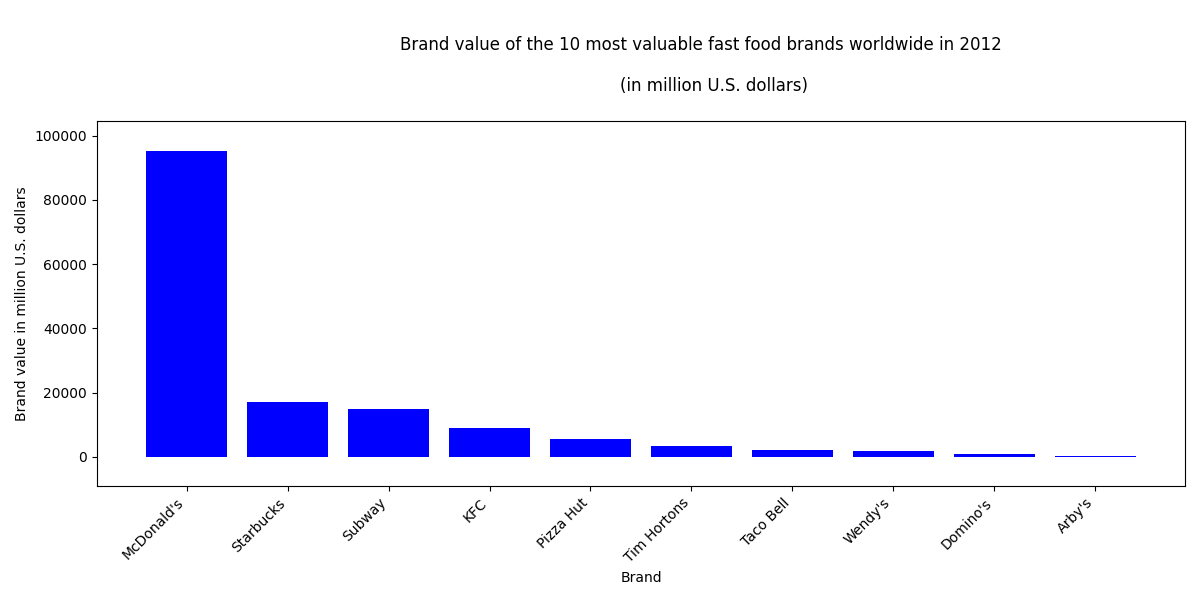 Brand value of the 10 most valuable fast food brands worldwide in 2012
(in million U.S. dollars)
100000
80000
60000
40000
20000
0
Brand value in million U.S. dollars
McDonald's
Starbucks
Subway
KFC
Pizza Hut
Tim Hortons
Taco Bell
Wendy's
Domino's
Arby's
Brand